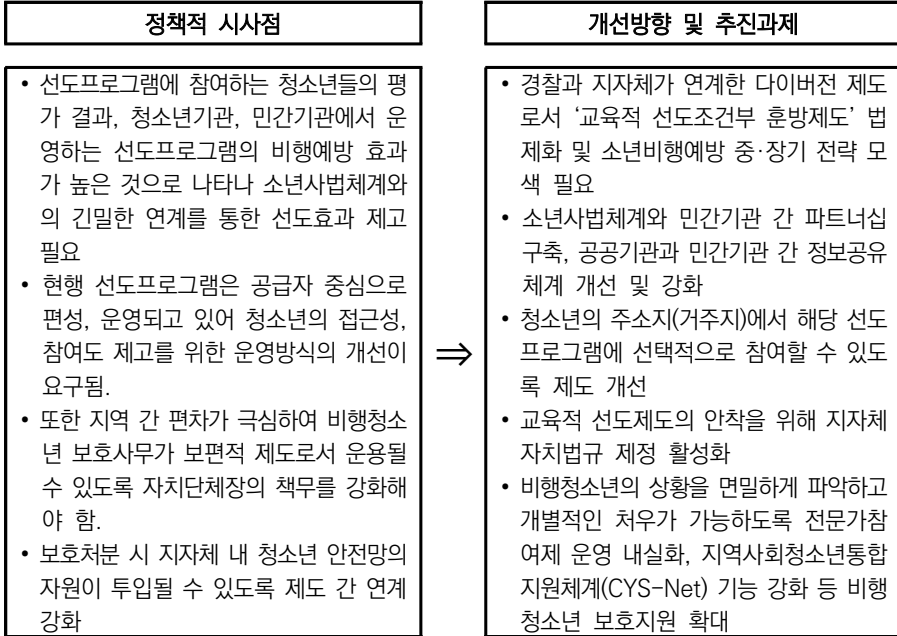 정책적 시사점
• 선도프로그램에 참여하는 청소년들의 평
가 결과, 청소년기관, 민간기관에서 운
영하는 선도프로그램의 비행예방 효과
가 높은 것으로 나타나 소년사법체계와
의 긴밀한 연계를 통한 선도효과 제고
필요
• 현행 선도프로그램은 공급자 중심으로
편성, 운영되고 있어 청소년의 접근성,
참여도 제고를 위한 운영방식의 개선이
요구됨.
• 또한 지역 간 편차가 극심하여 비행청소
년 보호사무가 보편적 제도로서 운용될
수 있도록 자치단체장의 책무를 강화해
야 함.
• 보호처분 시 지자체 내 청소년 안전망의
자원이 투입될 수 있도록 제도 간 연계
강화
⇒
개선방향 및 추진과제
• 경찰과 지자체가 연계한 다이버전 제도
로서 ‘교육적 선도조건부 훈방제도’ 법
제화 및 소년비행예방 중·장기 전략 모
색 필요
• 소년사법체계와 민간기관 간 파트너십
구축, 공공기관과 민간기관 간 정보공유
체계 개선 및 강화
• 청소년의 주소지(거주지)에서 해당 선도
프로그램에 선택적으로 참여할 수 있도
록 제도 개선
• 교육적 선도제도의 안착을 위해 지자체
자치법규 제정 활성화
• 비행청소년의 상황을 면밀하게 파악하고
개별적인 처우가 가능하도록 전문가참
여제 운영 내실화, 지역사회청소년통합
지원체계(CYS-Net) 기능 강화 등 비행
청소년 보호지원 확대